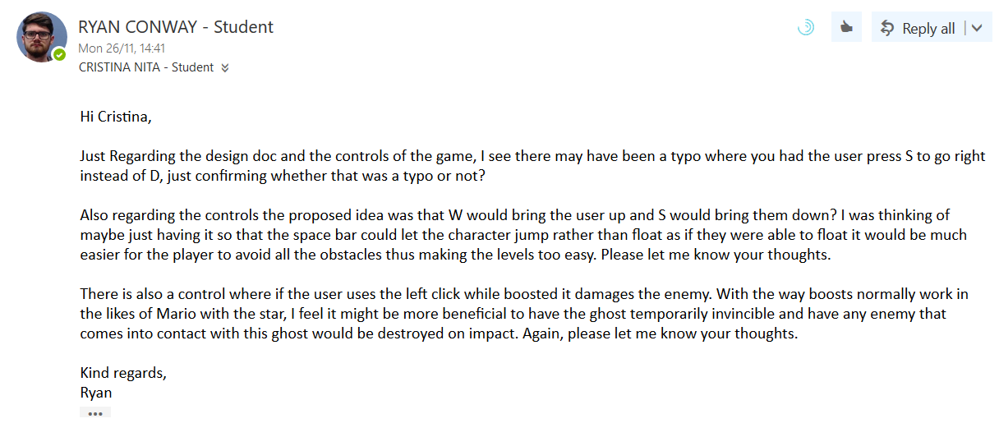 RYAN CONWAY - Student
Mon 26/11, 14:41
CRISTINA NITA - Student
Reply all
Hi Cristina,
Just Regarding the design doc and the controls of the game, I see there may have been a typo where you had the user press S to go right
instead of D, just confirming whether that was a typo or not?
Also regarding the controls the proposed idea was that W would bring the user up and S would bring them down? I was thinking of
maybe just having it so that the space bar could let the character jump rather than float as if they were able to float it would be much
easier for the player to avoid all the obstacles thus making the levels too easy. Please let me know your thoughts.
There is also a control where if the user uses the left click while boosted it damages the enemy. With the way boosts normally work in
the likes of Mario with the star, I feel it might be more beneficial to have the ghost temporarily invincible and have any enemy that
comes into contact with this ghost would be destroyed on impact. Again, please let me know your thoughts.
Kind regards,
Ryan